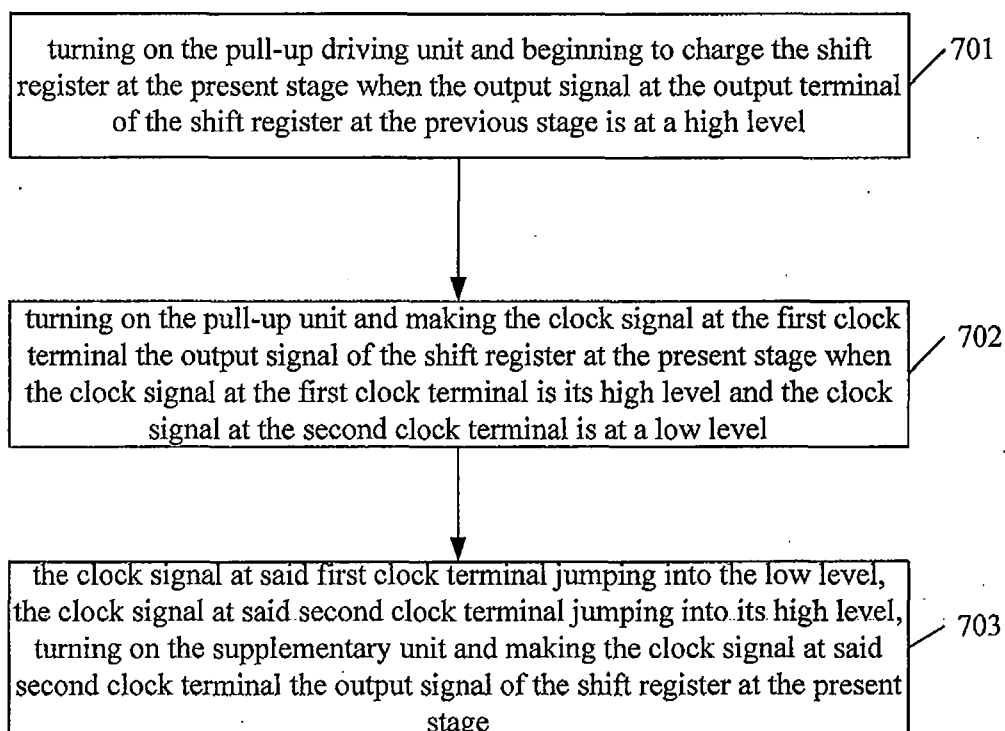 turning on the pull-up driving unit and beginning to charge the shift
register at the present stage when the output signal at the output terminal
of the shift register at the previous stage is at a high level
701
turning on the pull-up unit and making the clock signal at the first clock
terminal the output signal of the shift register at the present stage when
the clock signal at the first clock terminal is its high level and the clock
signal at the second clock terminal is at a low level
702
the clock signal at said first clock terminal jumping into the low level,
the clock signal at said second clock terminal jumping into its high level,
turning on the supplementary unit and making the clock signal at said
second clock terminal the output signal of the shift register at the present
stage
703